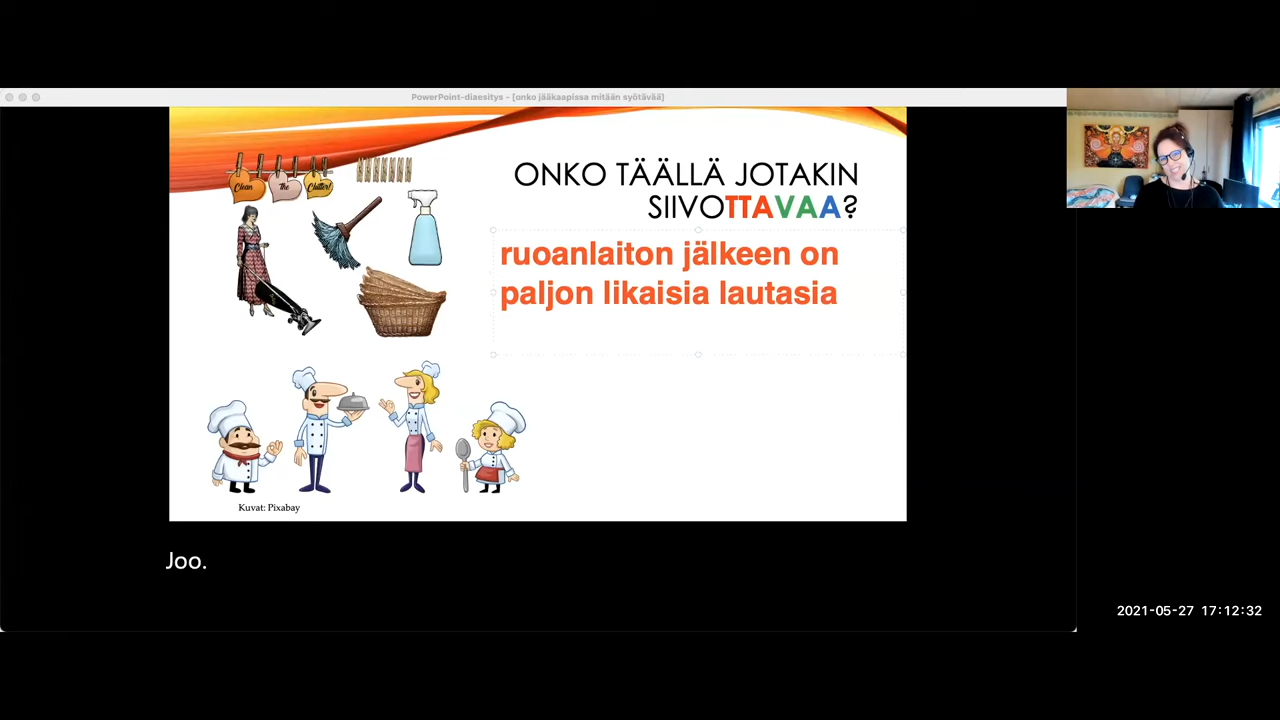 PowerPoint-diaesitys - [onko jääkaapissa mitään syötävää]
Clean the Clutter!
ONKO TÄÄLLÄ JOTAKIN
SIIVOTTAVAA?
ruoanlaiton jälkeen on
paljon likaisia lautasia
Kuvat: Pixabay
Joo.
2021-05-27 17:12:32